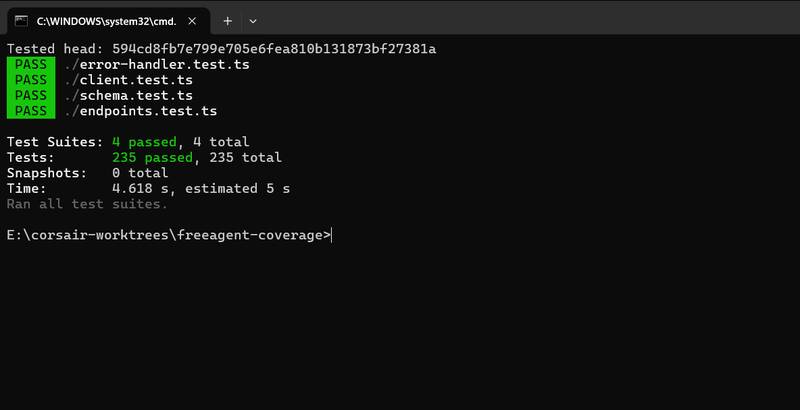 C:\WINDOWS\system32\cmd.
Tested head: 594cd8fb7e799e705e6fea810b131873bf27381a
PASS ./error-handler.test.ts
PASS ./client.test.ts
PASS ./schema.test.ts
PASS ./endpoints.test.ts
Test Suites: 4 passed, 4 total
Tests: 235 passed, 235 total
Snapshots: 0 total
Time: 4.618 s, estimated 5 s
Ran all test suites.
E:\corsair-worktrees\freeagent-coverage>